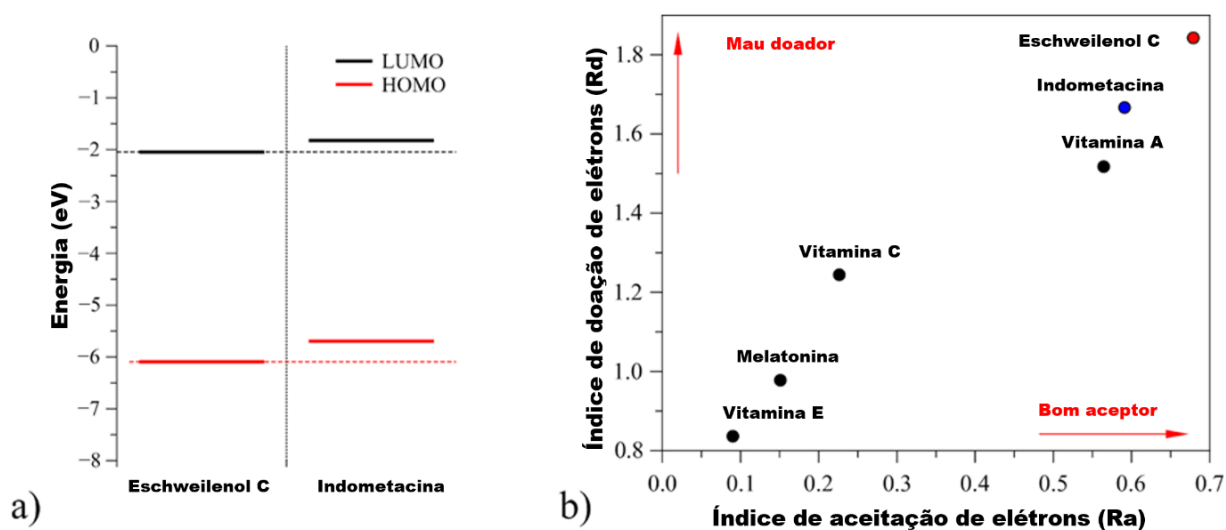 0
−1
−2
−3
−4
−5
−6
−7
−8
Energia (eV)
LUMO
HOMO
Eschweilenol C
Indometacina
a)
1.8
1.6
1.4
1.2
1.0
0.8
Índice de doação de elétrons (Rd)
Mau doador
Eschweilenol C
Indometacina
Vitamina A
Vitamina C
Melatonina
Vitamina E
Bom aceptor
0.0 0.1 0.2 0.3 0.4 0.5 0.6 0.7
Índice de aceitação de elétrons (Ra)
b)